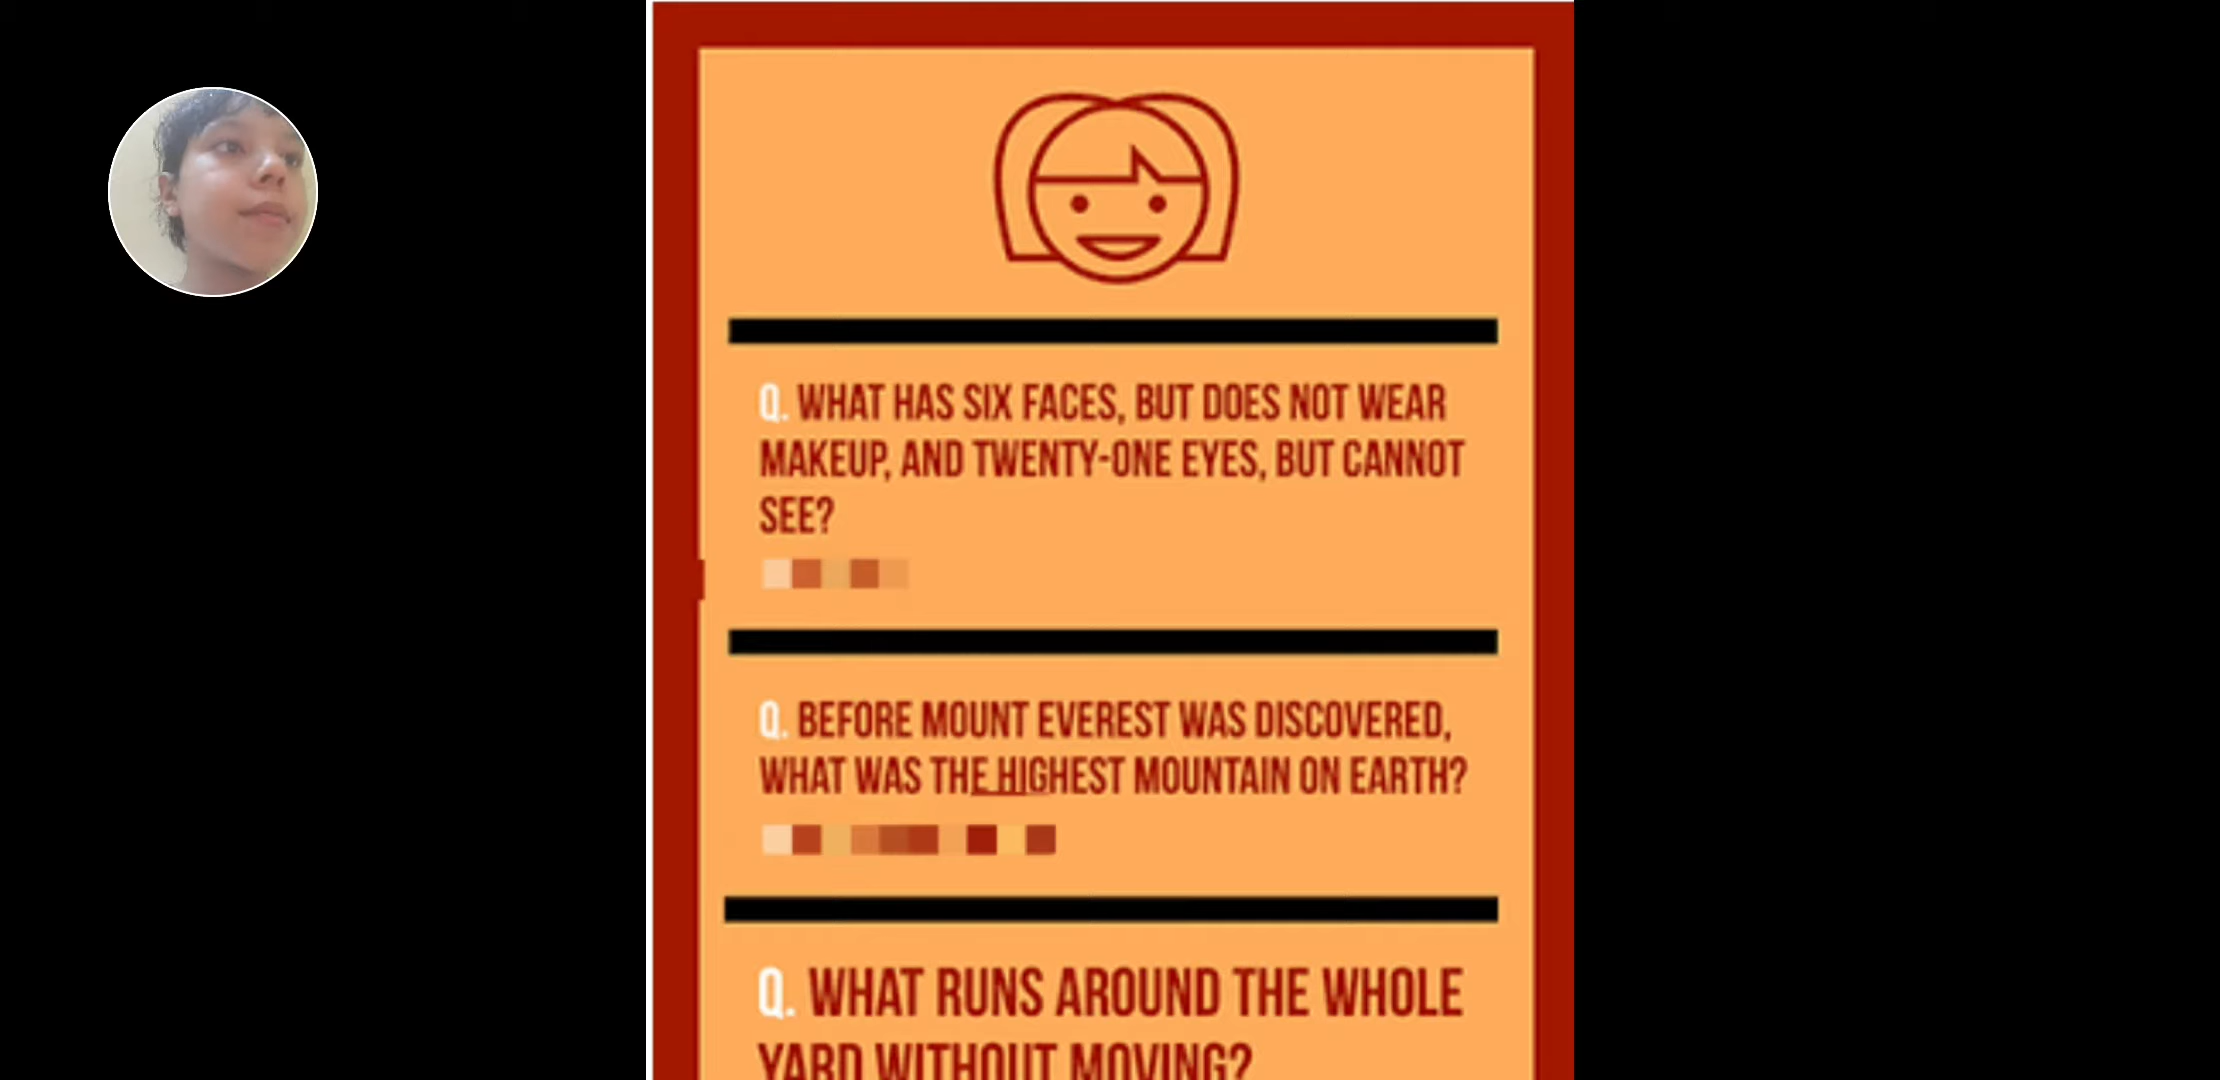 Q. WHAT HAS SIX FACES, BUT DOES NOT WEAR
MAKEUP, AND TWENTY-ONE EYES, BUT CANNOT
SEE?
Q. BEFORE MOUNT EVEREST WAS DISCOVERED,
WHAT WAS THE HIGHEST MOUNTAIN ON EARTH?
Q. WHAT RUNS AROUND THE WHOLE
YARD WITHOUT MOVING?